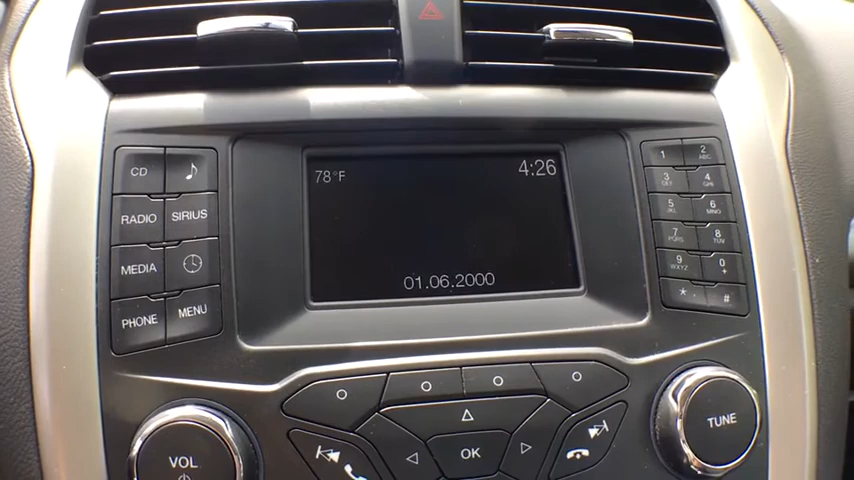 78°F
4:26
01.06.2000
CD
RADIO SIRIUS
MEDIA
PHONE MENU
1 2 ABC
3 DEF 4 GHI
5 JKL 6 MNO
7 PQRS 8 TUV
9 WXYZ 0 +
* #
VOL
OK
TUNE